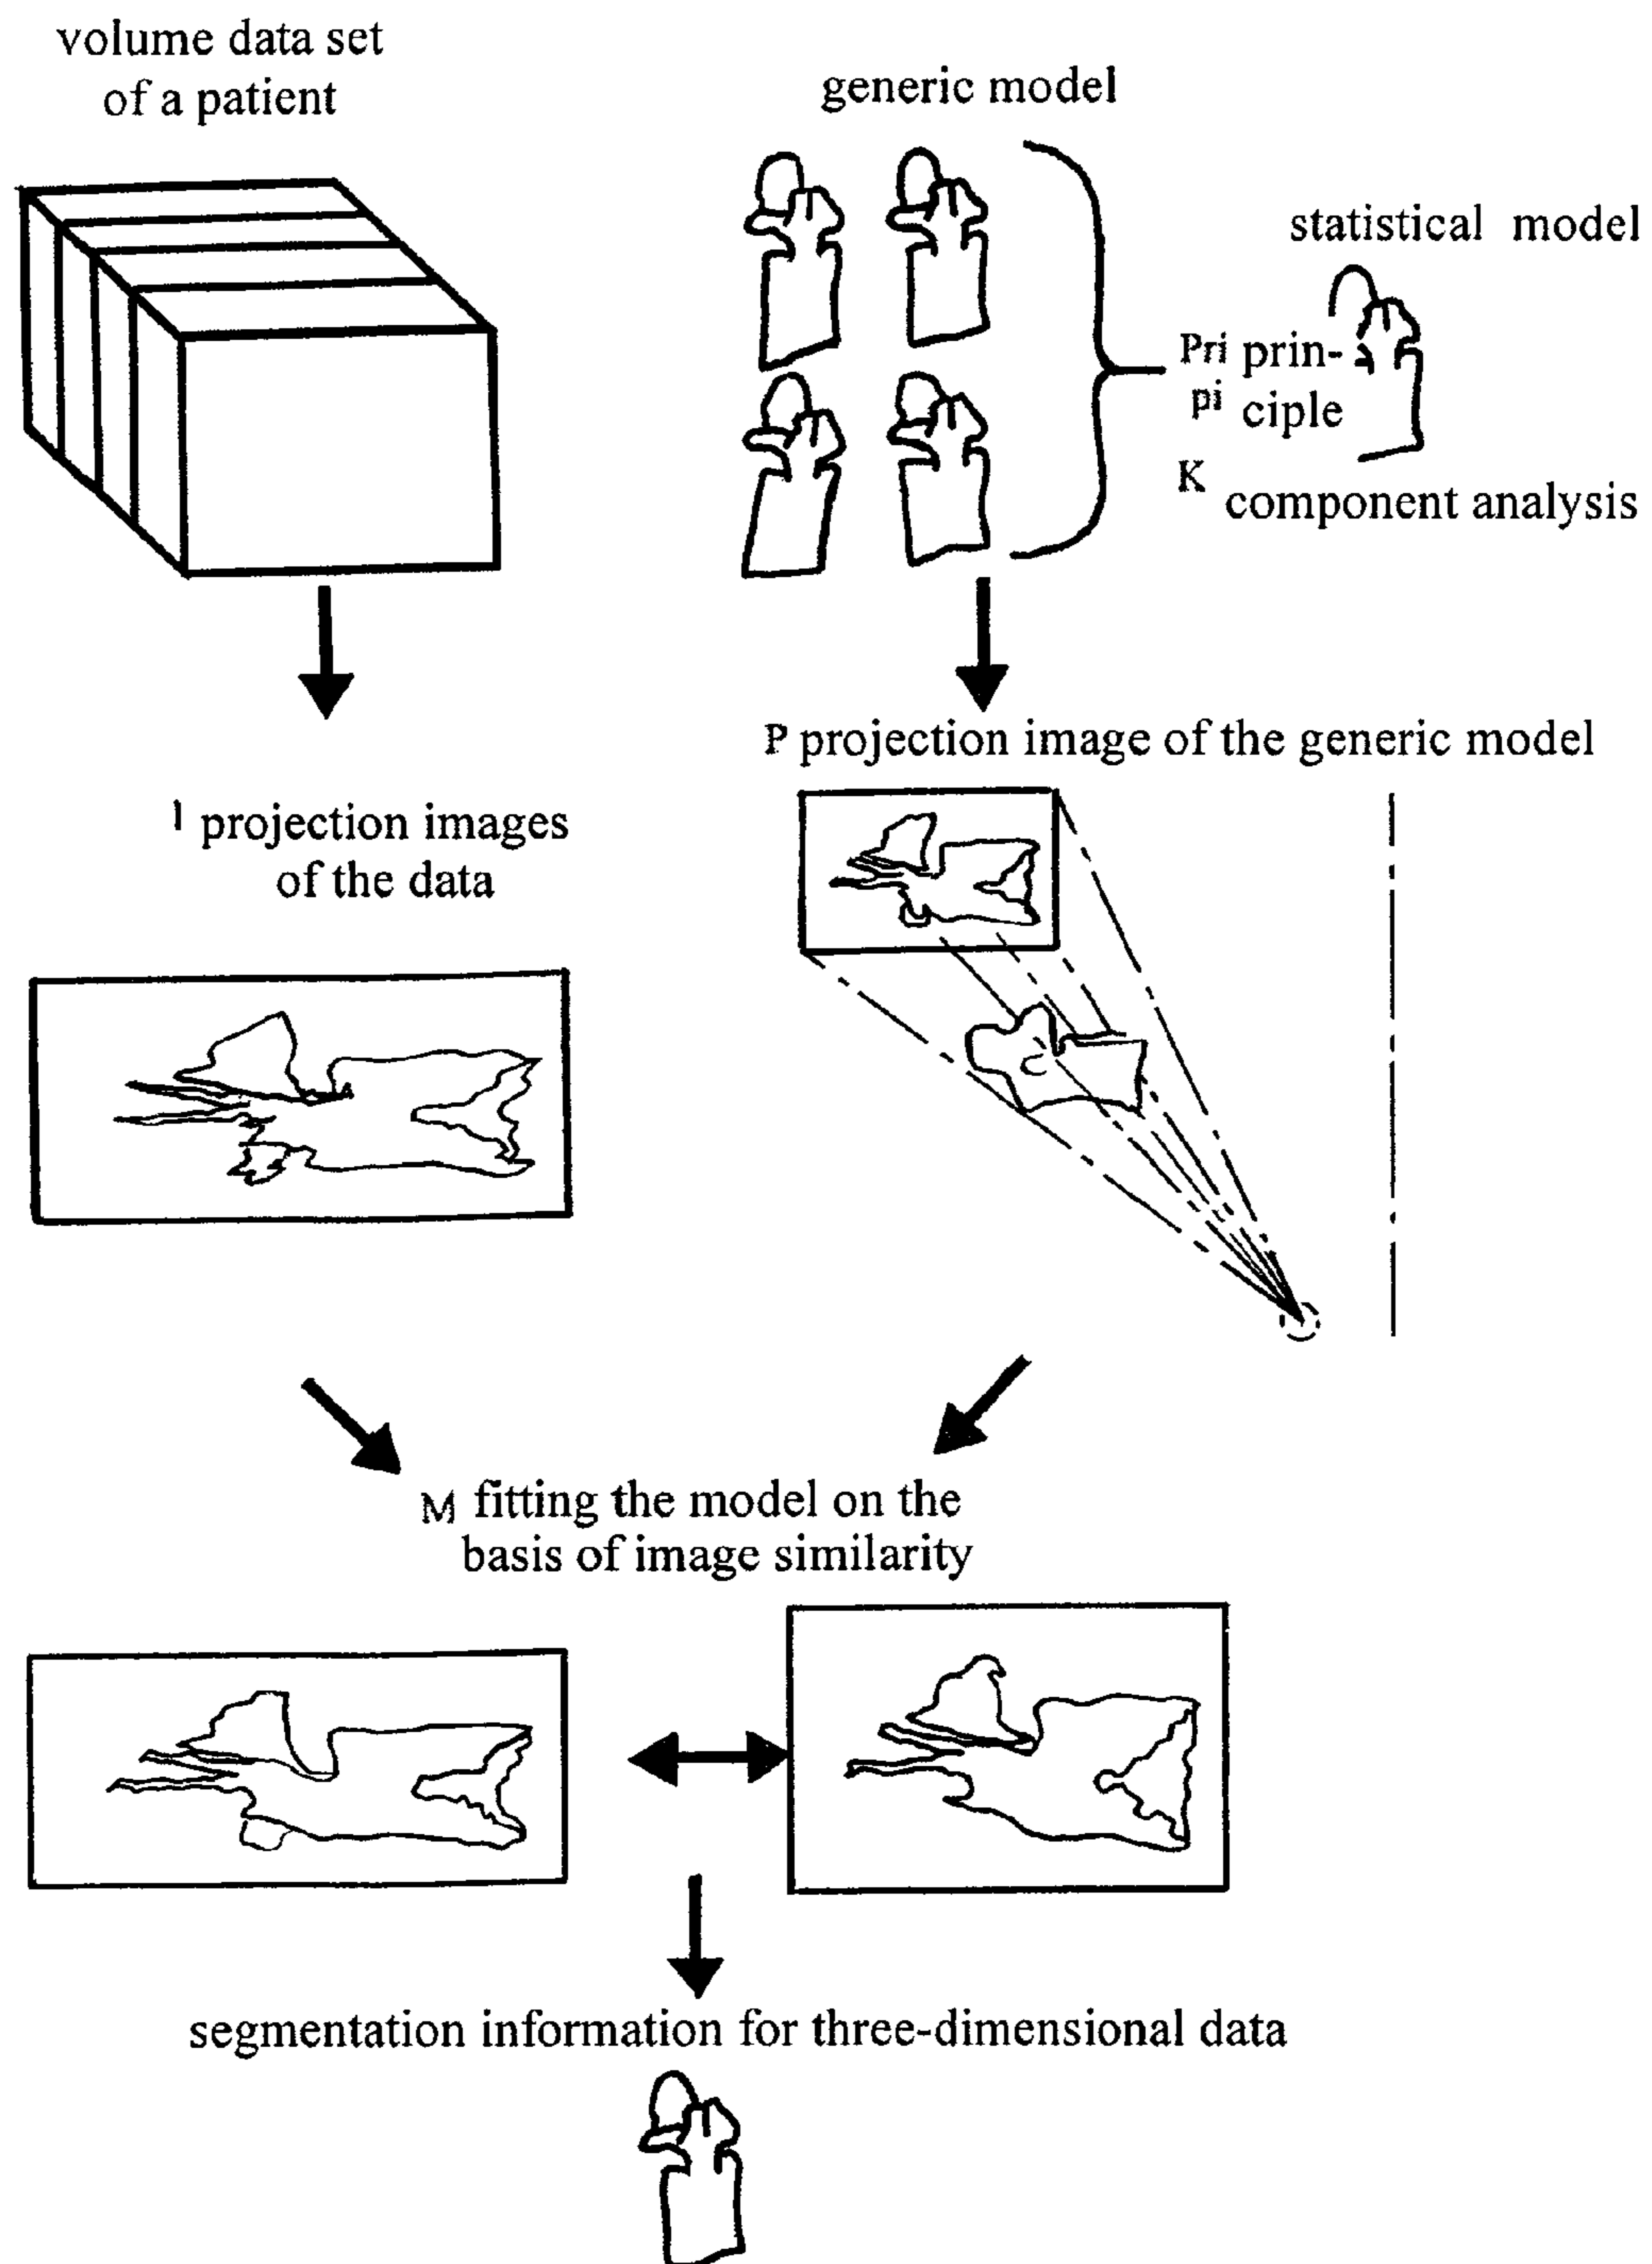 volume data set
of a patient
generic model
statistical model
Pri prin-
pi ciple
K component analysis
P projection image of the generic model
l projection images
of the data
M fitting the model on the
basis of image similarity
segmentation information for three-dimensional data